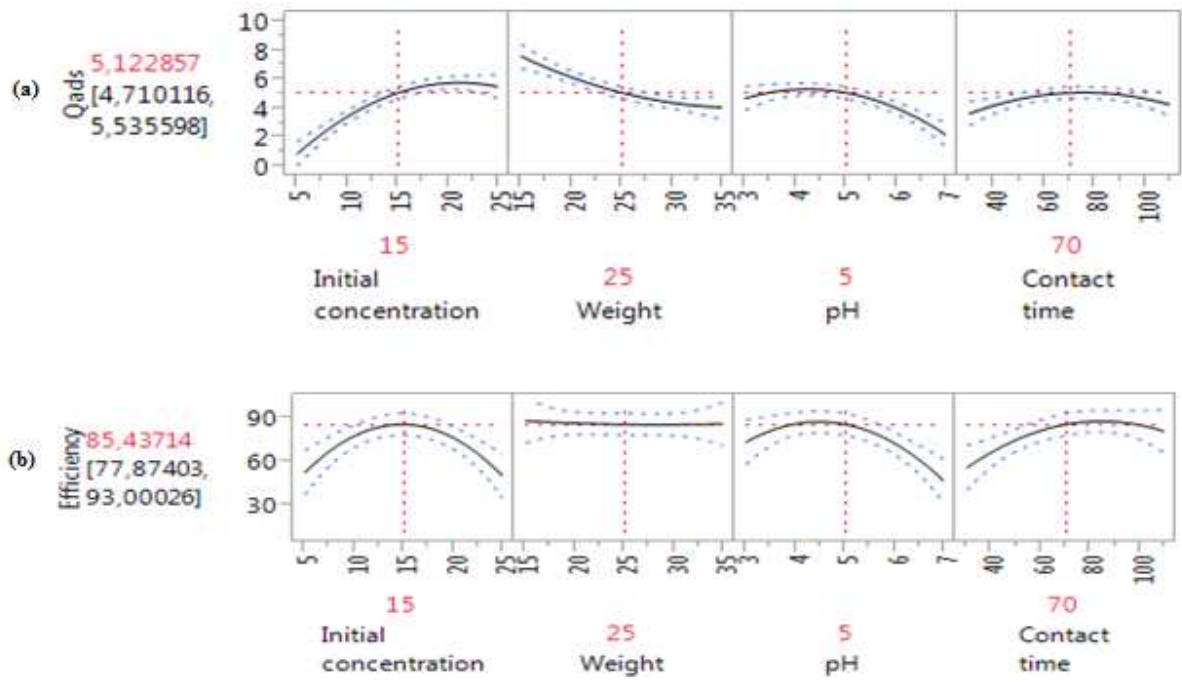 (a)
Qads
5,122857
[4,710116,
5,535598]
10
8
6
4
2
0
5 10 15 20 25
15 20 25 30 35
3 4 5 6 7
40 60 80 100
15
Initial
concentration
25
Weight
5
pH
70
Contact
time
(b)
Efficiency
85,43714
[77,87403,
93,00026]
90
60
30
5 10 15 20 25
15 20 25 30 35
3 4 5 6 7
40 60 80 100
15
Initial
concentration
25
Weight
5
pH
70
Contact
time